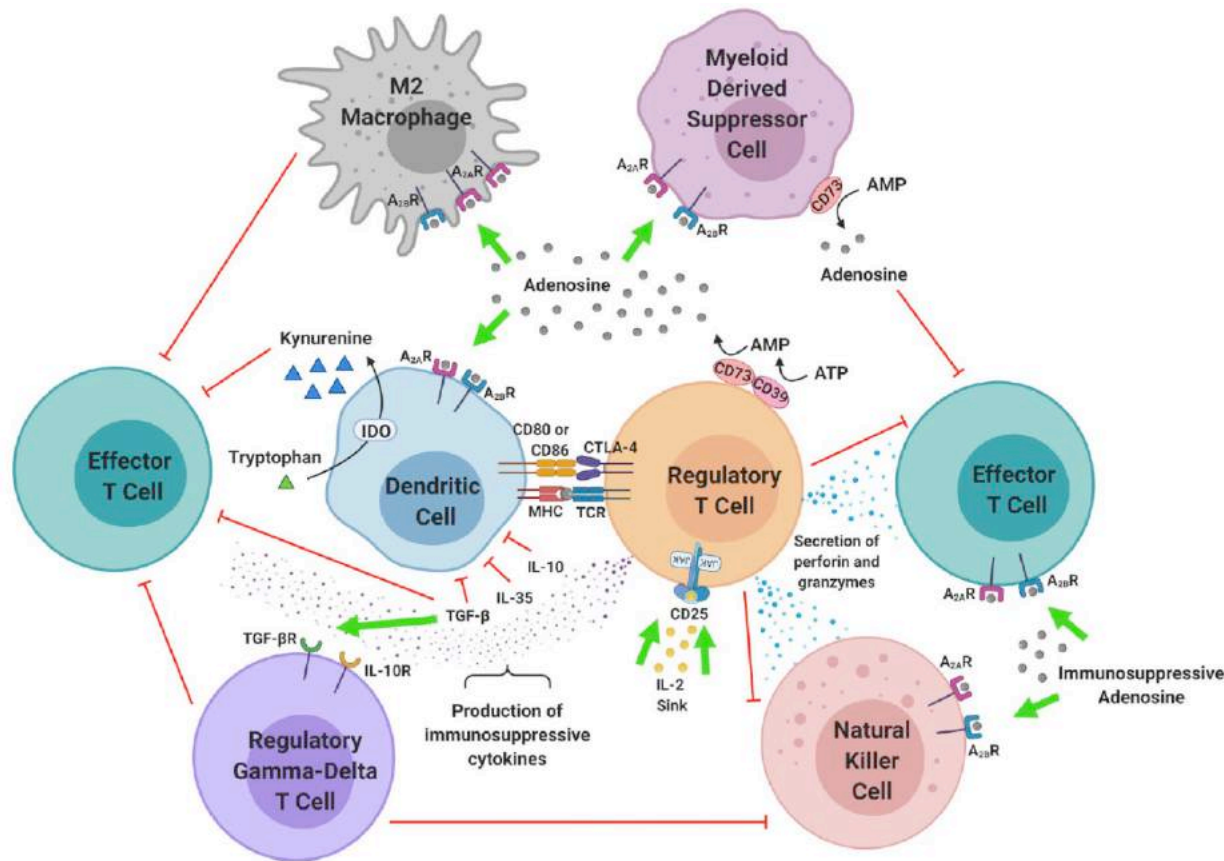 M2
Macrophage
A2AR
A2BR
Myeloid
Derived
Suppressor
Cell
A2AR
A2BR
CD73
AMP
Adenosine
Adenosine
Kynurenine
IDO
Tryptophan
A2AR
A2BR
Effector
T Cell
Dendritic
Cell
CD80 or
CD86
CTLA-4
MHC
TCR
AMP
CD73
CD39
ATP
Regulatory
T Cell
JAK
JAK
CD25
IL-2
Sink
Secretion of
perforin and
granzymes
Effector
T Cell
A2AR
A2BR
IL-10
IL-35
TGF-β
TGF-βR
IL-10R
Regulatory
Gamma-Delta
T Cell
Production of
immunosuppressive
cytokines
A2AR
A2BR
Natural
Killer
Cell
Immunosuppressive
Adenosine